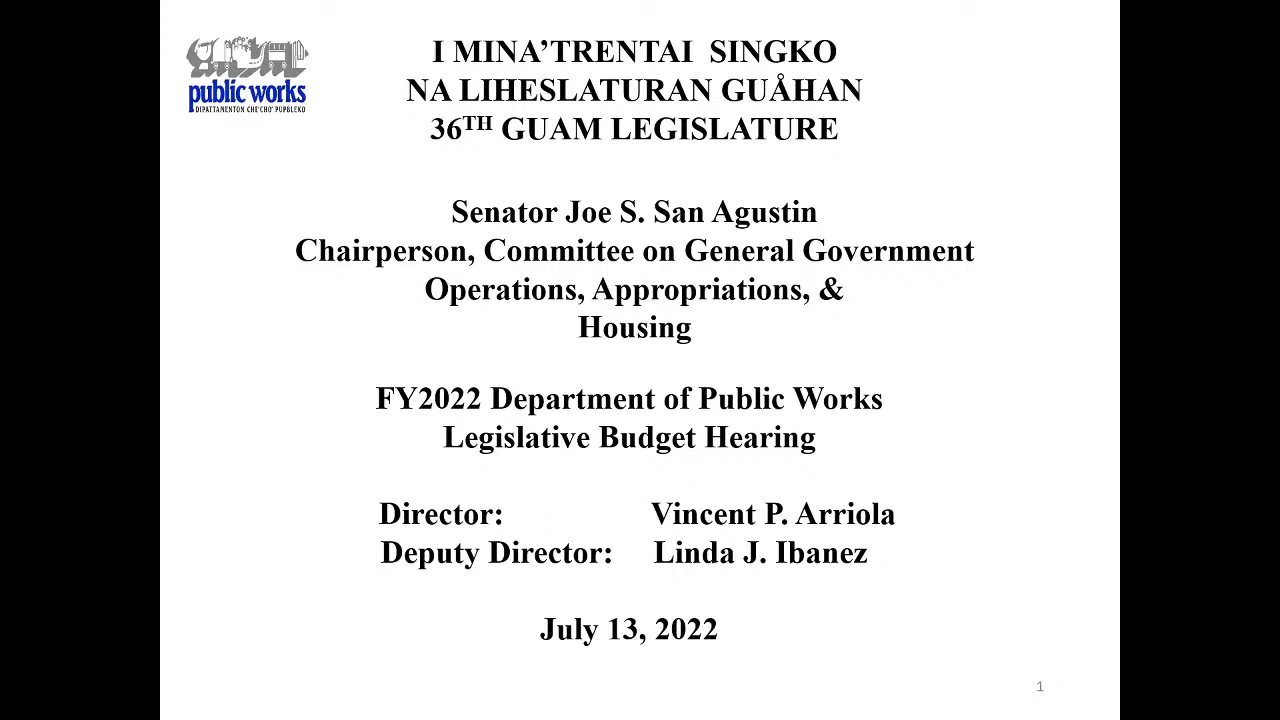 public works
DIPATTAMENTON CHE'CHO' PUPBLEKO
I MINA’TRENTAI SINGKO
NA LIHESLATURAN GUÅHAN
36TH GUAM LEGISLATURE
Senator Joe S. San Agustin
Chairperson, Committee on General Government
Operations, Appropriations, &
Housing
FY2022 Department of Public Works
Legislative Budget Hearing
Director: Vincent P. Arriola
Deputy Director: Linda J. Ibanez
July 13, 2022
1